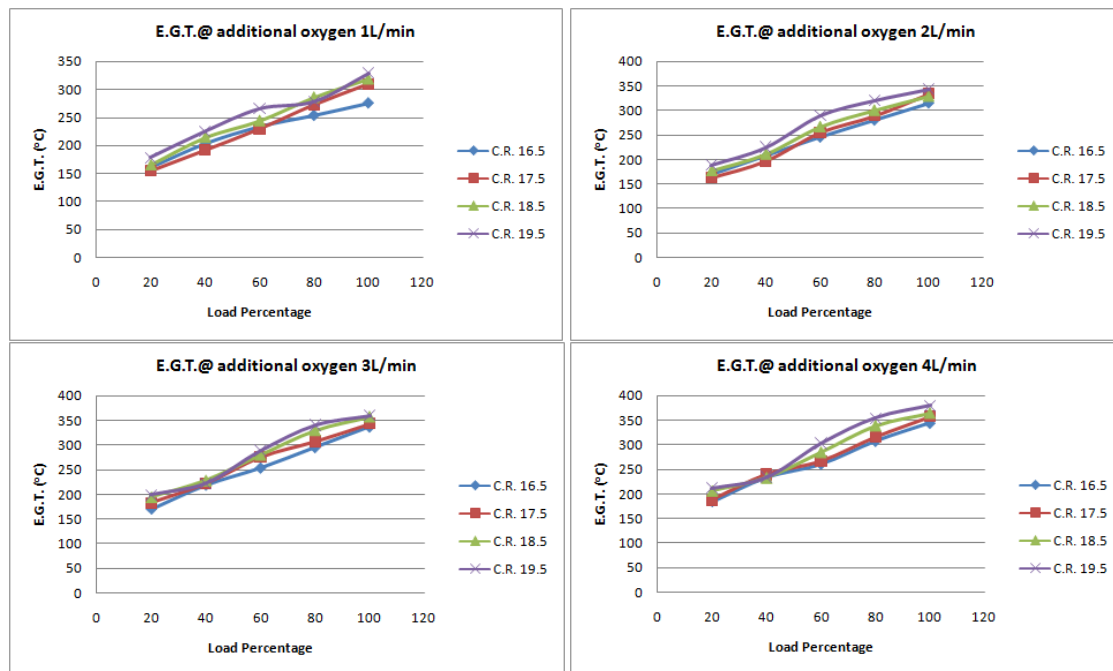 E.G.T.@ additional oxygen 1L/min
350
300
250
200
150
100
50
0
E.G.T. (°C)
0 20 40 60 80 100 120
Load Percentage
C.R. 16.5
C.R. 17.5
C.R. 18.5
C.R. 19.5
E.G.T.@ additional oxygen 2L/min
400
350
300
250
200
150
100
50
0
E.G.T. (°C)
0 20 40 60 80 100 120
Load Percentage
C.R. 16.5
C.R. 17.5
C.R. 18.5
C.R. 19.5
E.G.T.@ additional oxygen 3L/min
400
350
300
250
200
150
100
50
0
E.G.T. (°C)
0 20 40 60 80 100 120
Load Percentage
C.R. 16.5
C.R. 17.5
C.R. 18.5
C.R. 19.5
E.G.T.@ additional oxygen 4L/min
400
350
300
250
200
150
100
50
0
E.G.T. (°C)
0 20 40 60 80 100 120
Load Percentage
C.R. 16.5
C.R. 17.5
C.R. 18.5
C.R. 19.5